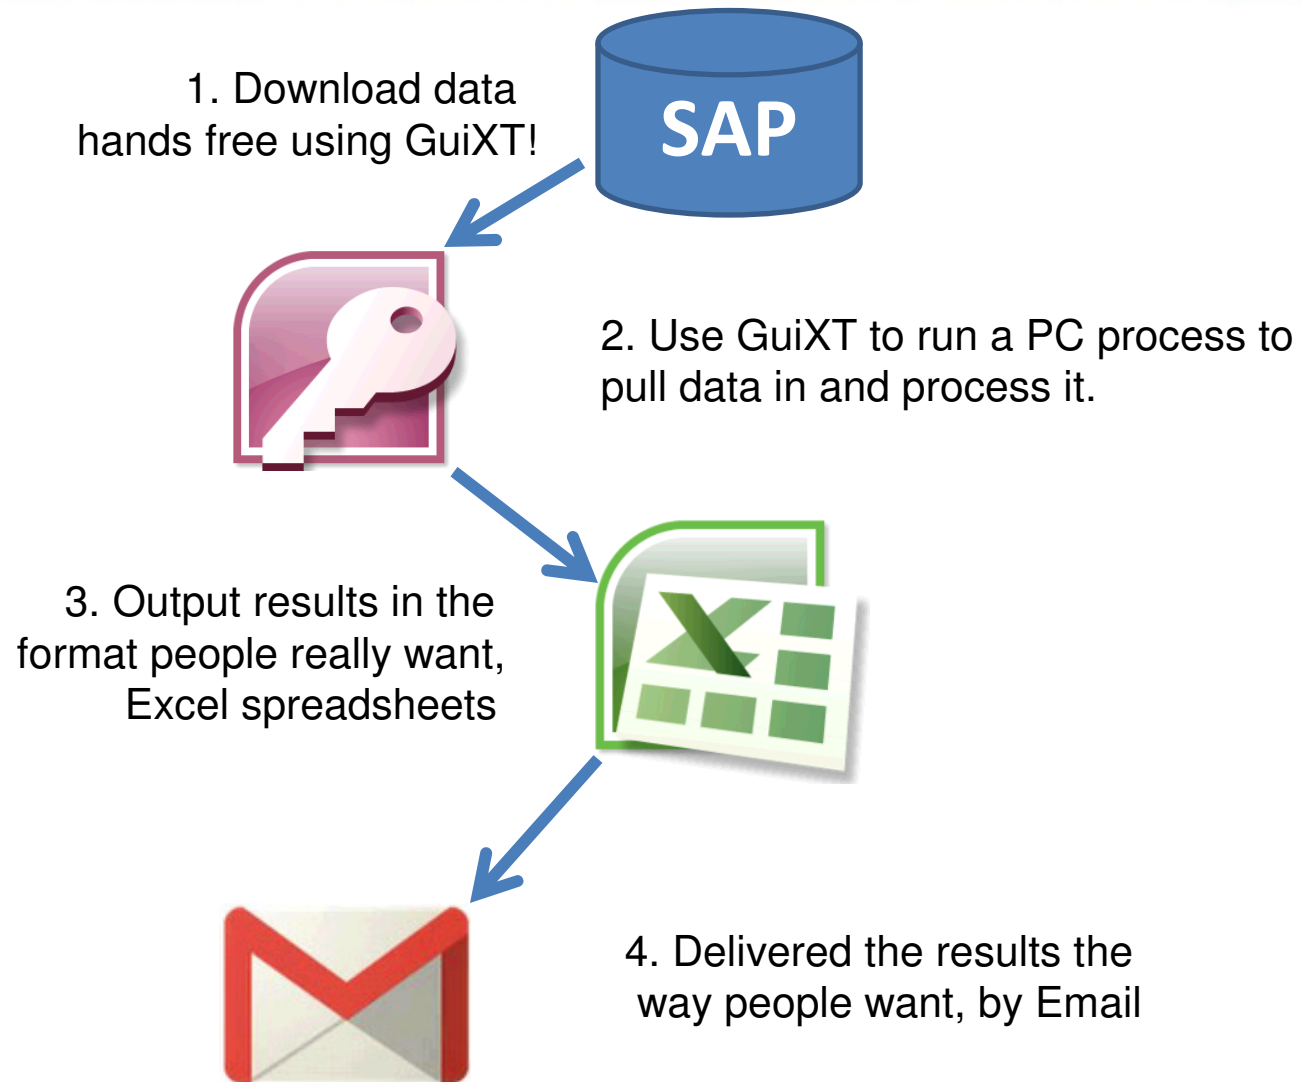 1. Download data
hands free using GuiXT!
SAP
2. Use GuiXT to run a PC process to
pull data in and process it.
3. Output results in the
format people really want,
Excel spreadsheets
4. Delivered the results the
way people want, by Email